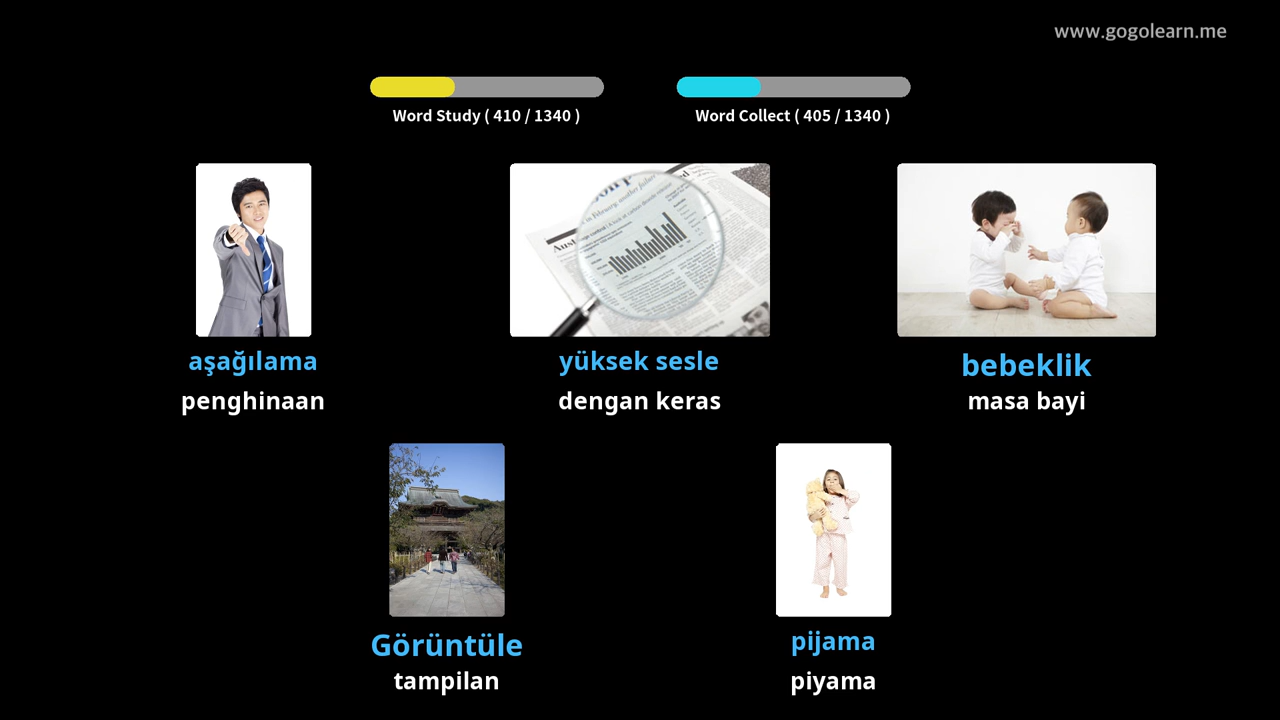 www.gogolearn.me
Word Study ( 410 / 1340 )
Word Collect ( 405 / 1340 )
aşağılama
penghinaan
yüksek sesle
dengan keras
bebeklik
masa bayi
Görüntüle
tampilan
pijama
piyama